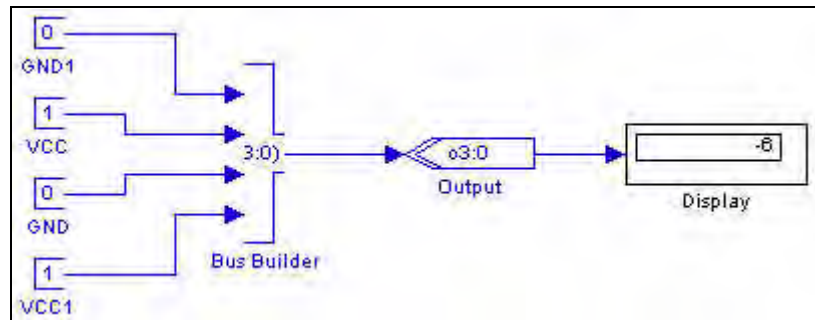 0
GND1
1
VCC
0
GND
1
VCC1
3:0)
Bus Builder
o3:0
Output
-6
Display